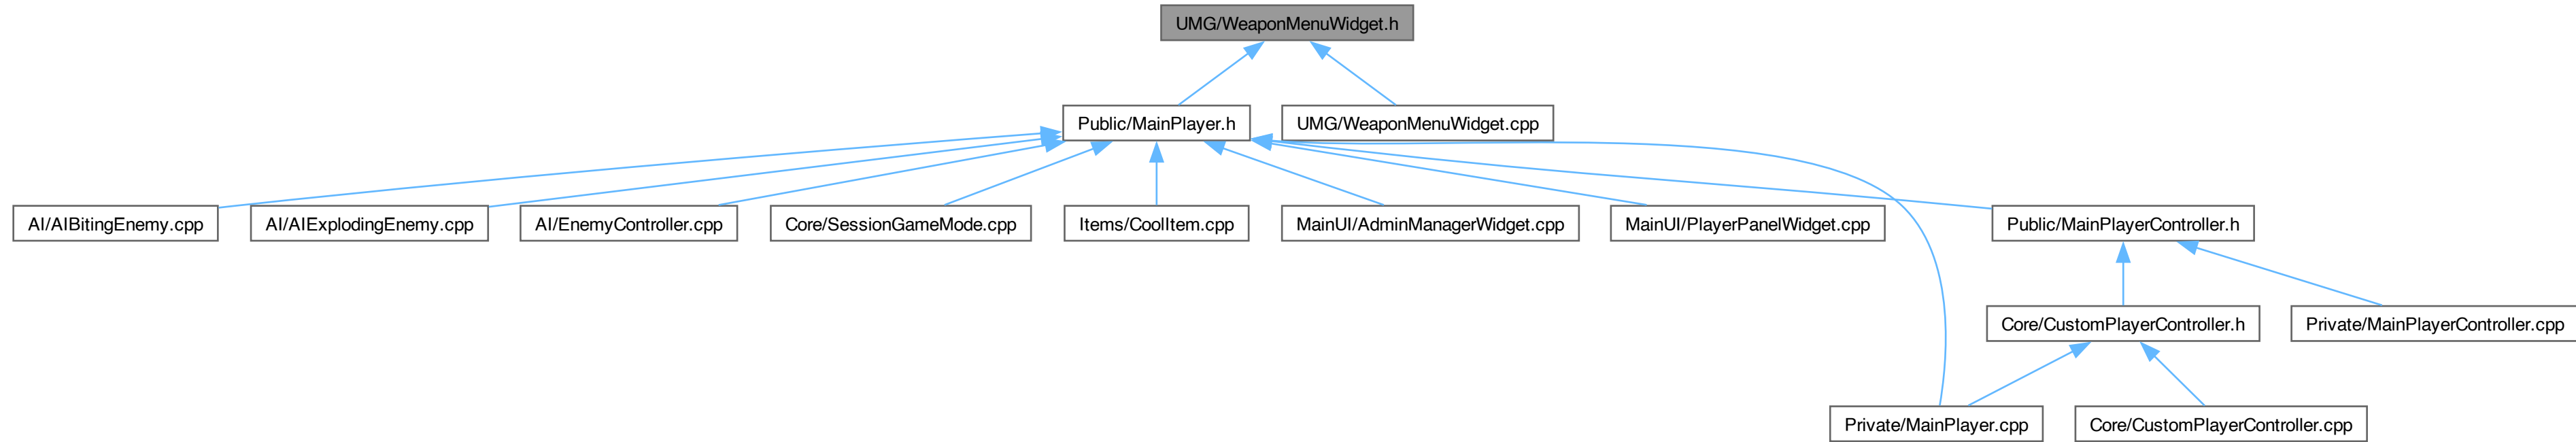 UMG/WeaponMenuWidget.h
Public/MainPlayer.h
UMG/WeaponMenuWidget.cpp
AI/AIBitingEnemy.cpp
AI/AIExplodingEnemy.cpp
AI/EnemyController.cpp
Core/SessionGameMode.cpp
Items/CoolItem.cpp
MainUI/AdminManagerWidget.cpp
MainUI/PlayerPanelWidget.cpp
Public/MainPlayerController.h
Core/CustomPlayerController.h
Private/MainPlayerController.cpp
Private/MainPlayer.cpp
Core/CustomPlayerController.cpp